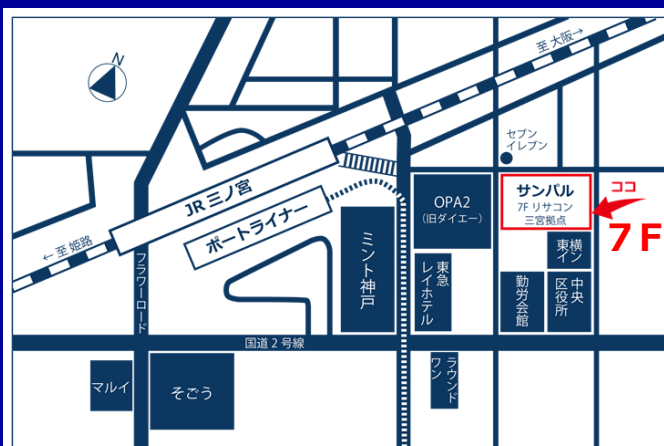 N
至 大阪→
セブン
イレブン
JR 三ノ宮
ポートライナー
← 至 姫路
フラワーロード
ミント神戸
OPA2
(旧ダイエー)
サンパル
7F リサコン
三宮拠点
ココ
7F
東横
イン
東急
レイホテル
勤労会館
中央
区役所
国道 2 号線
マルイ
そごう
ラウンド
ワン